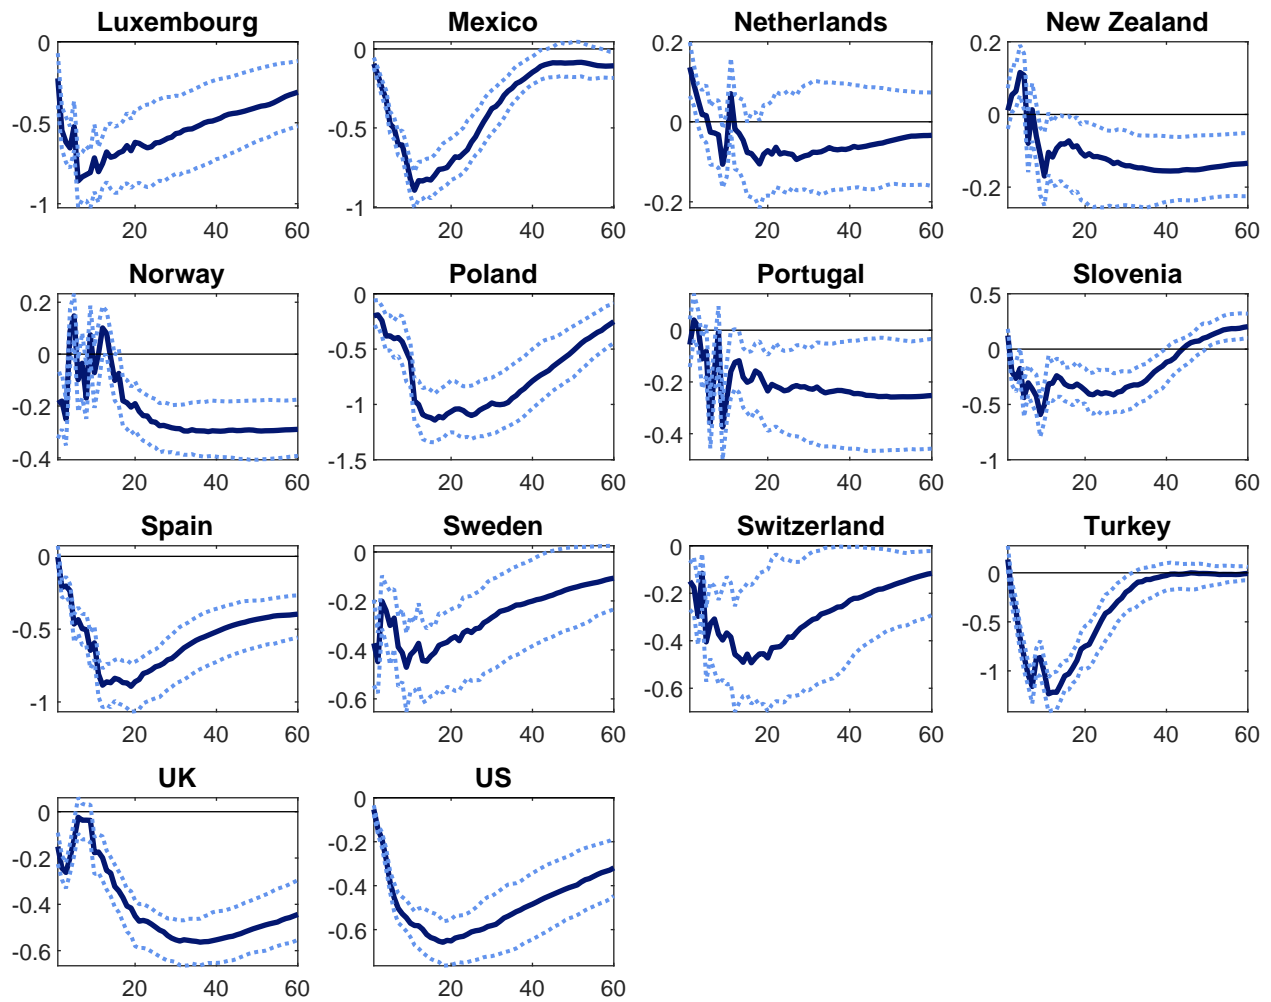 Luxembourg Mexico Netherlands New Zealand
0 0 0.2 0.2
-0.5 -0.5 0 0
-1 -1 -0.2 -0.2
20 40 60 20 40 60 20 40 60 20 40 60
Norway Poland Portugal Slovenia
0.2 0 0 0.5
0 -0.5 -0.2 0
-0.2 -1 -0.4 -0.5
-0.4 -1.5 -1
20 40 60 20 40 60 20 40 60 20 40 60
Spain Sweden Switzerland Turkey
0 0 0 0
-0.5 -0.2 -0.2 -0.5
-1 -0.4 -0.4 -1
-0.6 -0.6
20 40 60 20 40 60 20 40 60 20 40 60
UK US
0 -0.2
-0.2 -0.4
-0.4 -0.6
-0.6
20 40 60 20 40 60